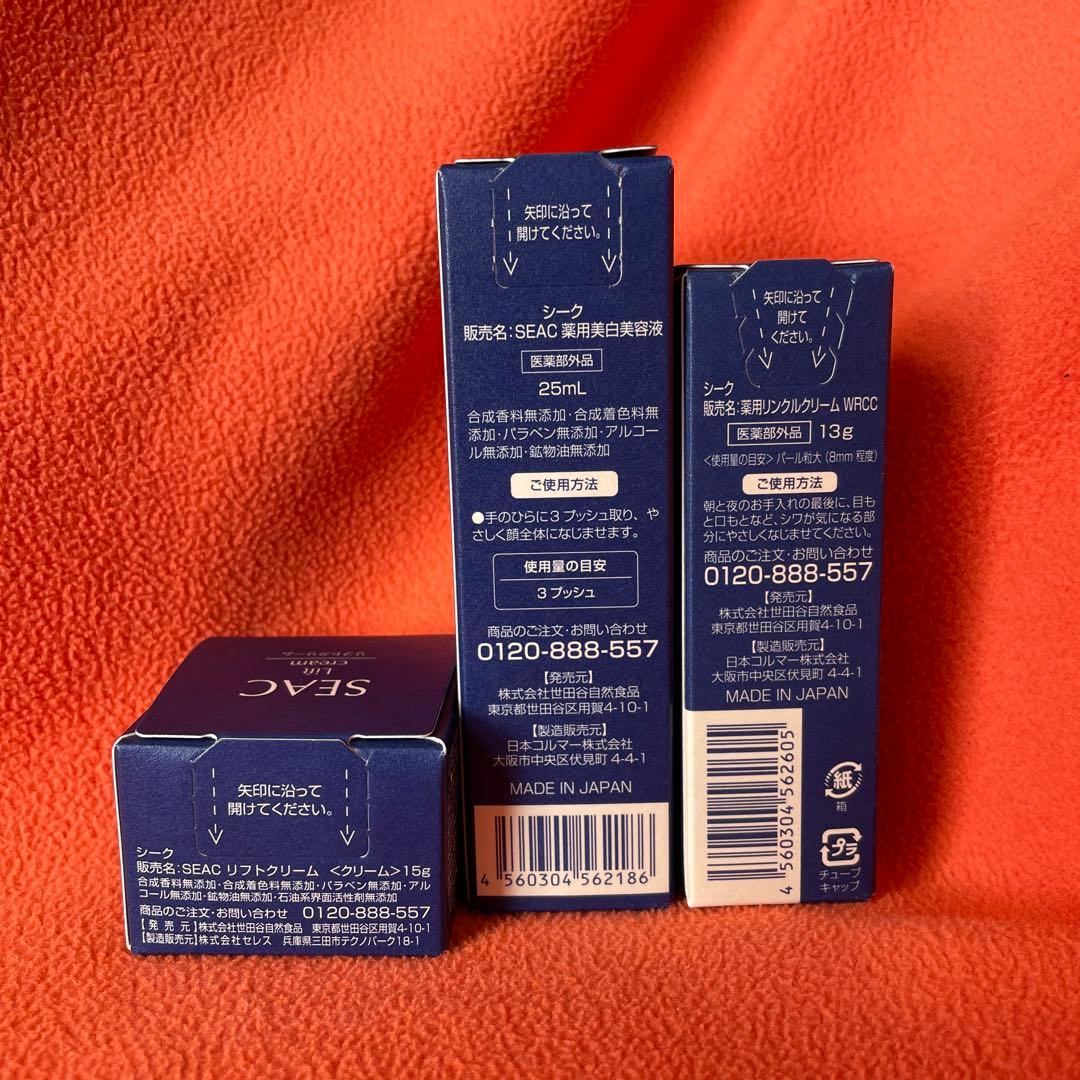 SEAC
Lift
cream
リフトクリーム
矢印に沿って
開けてください。
シーク
販売名:SEAC リフトクリーム <クリーム>15g
合成香料無添加・合成着色料無添加・パラベン無添加・アル
コール無添加・鉱物油無添加・石油系界面活性剤無添加
商品のご注文・お問い合わせ 0120-888-557
【発売元】株式会社世田谷自然食品 東京都世田谷区用賀4-10-1
【製造販売元】株式会社セレス 兵庫県三田市テクノパーク18-1
矢印に沿って
開けてください。
シーク
販売名:SEAC 薬用美白美容液
医薬部外品
25mL
合成香料無添加・合成着色料無
添加・パラベン無添加・アルコー
ル無添加・鉱物油無添加
ご使用方法
●手のひらに3 プッシュ取り、や
さしく顔全体になじませます。
使用量の目安
3 プッシュ
商品のご注文・お問い合わせ
0120-888-557
【発売元】
株式会社世田谷自然食品
東京都世田谷区用賀4-10-1
【製造販売元】
日本コルマー株式会社
大阪市中央区伏見町 4-4-1
MADE IN JAPAN
4 560304 562186
矢印に沿って
開けて
ください。
シーク
販売名:薬用リンクルクリーム WRCC
医薬部外品 13g
<使用量の目安> パール粒大 (8mm 程度)
ご使用方法
朝と夜のお手入れの最後に、目も
と口もとなど、シワが気になる部
分にやさしくなじませてください。
商品のご注文・お問い合わせ
0120-888-557
【発売元】
株式会社世田谷自然食品
東京都世田谷区用賀4-10-1
【製造販売元】
日本コルマー株式会社
大阪市中央区伏見町 4-4-1
MADE IN JAPAN
4 560304 562605
紙
箱
プラ
チューブ
キャップ